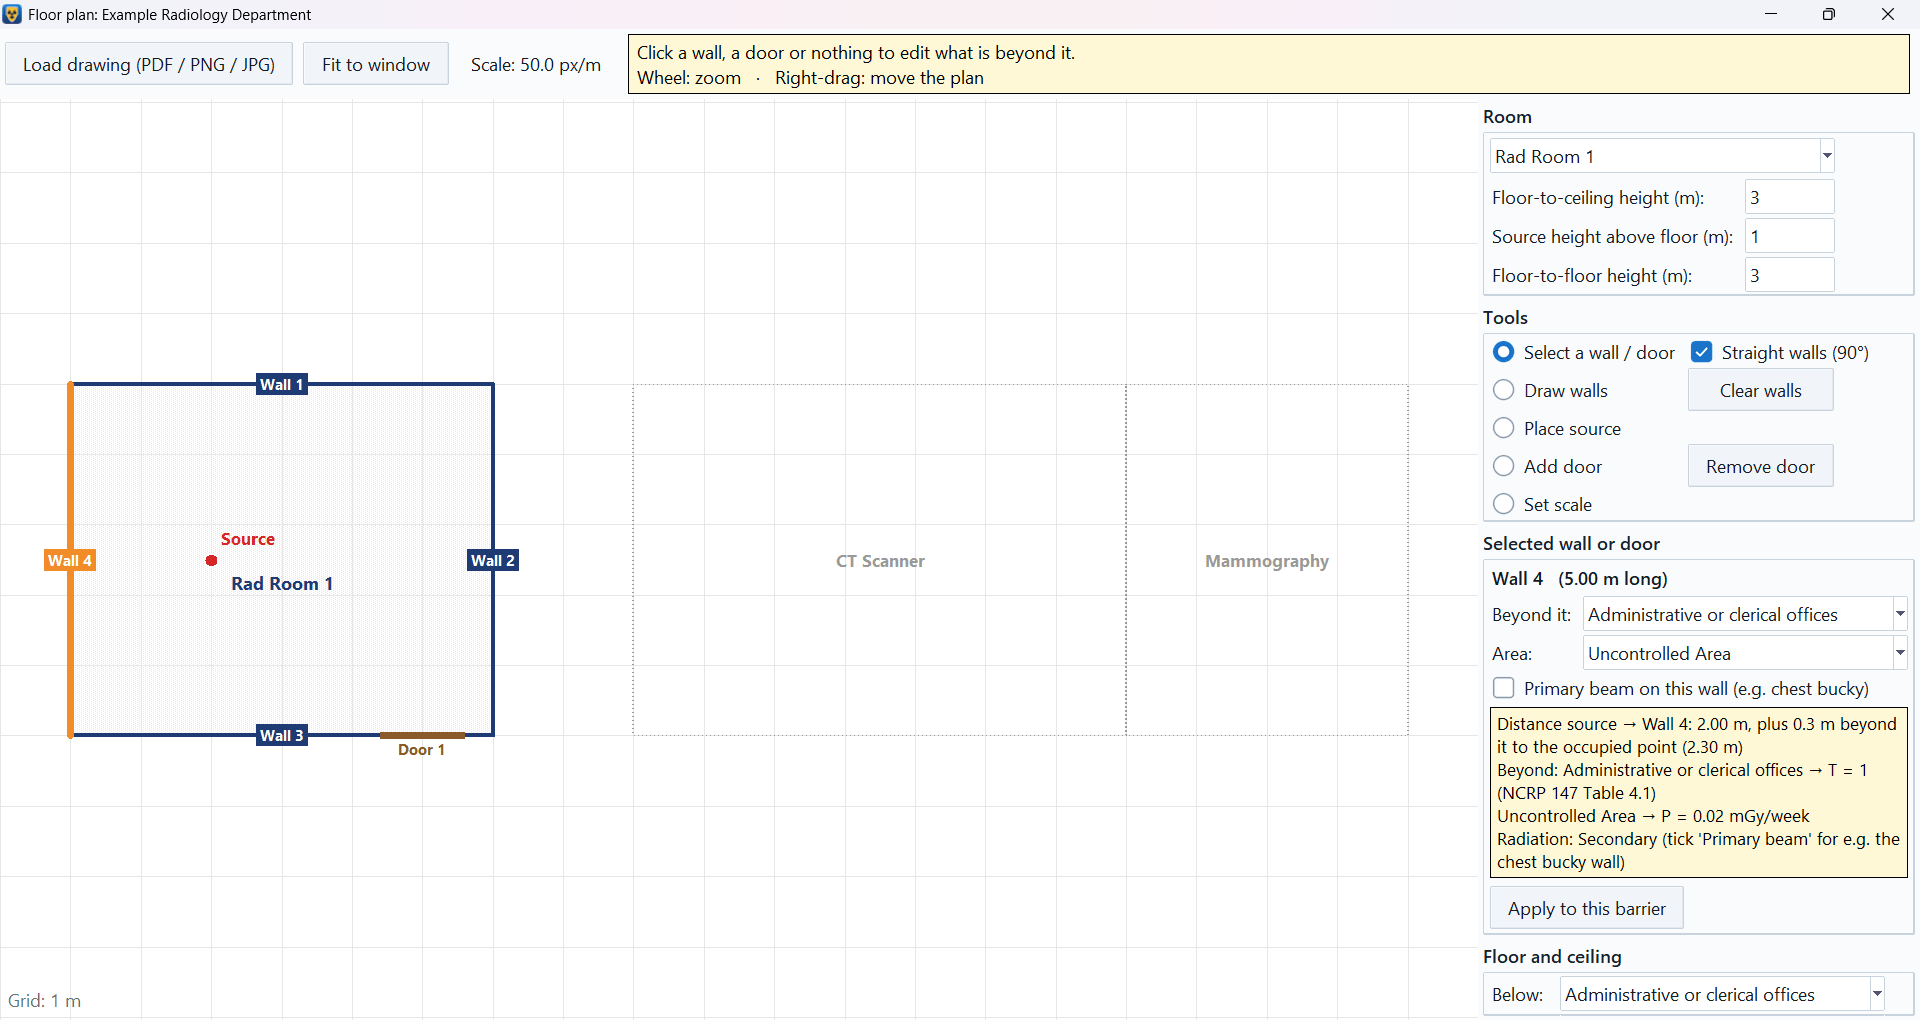 Floor plan: Example Radiology Department
Load drawing (PDF / PNG / JPG)
Fit to window
Scale: 50.0 px/m
Click a wall, a door or nothing to edit what is beyond it.
Wheel: zoom · Right-drag: move the plan
Room
Rad Room 1
Floor-to-ceiling height (m): 3
Source height above floor (m): 1
Floor-to-floor height (m): 3
Tools
Select a wall / door
Straight walls (90°)
Draw walls
Clear walls
Place source
Add door
Remove door
Set scale
Selected wall or door
Wall 4 (5.00 m long)
Beyond it: Administrative or clerical offices
Area: Uncontrolled Area
Primary beam on this wall (e.g. chest bucky)
Distance source → Wall 4: 2.00 m, plus 0.3 m beyond
it to the occupied point (2.30 m)
Beyond: Administrative or clerical offices → T = 1
(NCRP 147 Table 4.1)
Uncontrolled Area → P = 0.02 mGy/week
Radiation: Secondary (tick 'Primary beam' for e.g. the
chest bucky wall)
Apply to this barrier
Floor and ceiling
Below: Administrative or clerical offices
Wall 1
Source
Wall 4
Wall 2
Rad Room 1
Wall 3
Door 1
CT Scanner
Mammography
Grid: 1 m